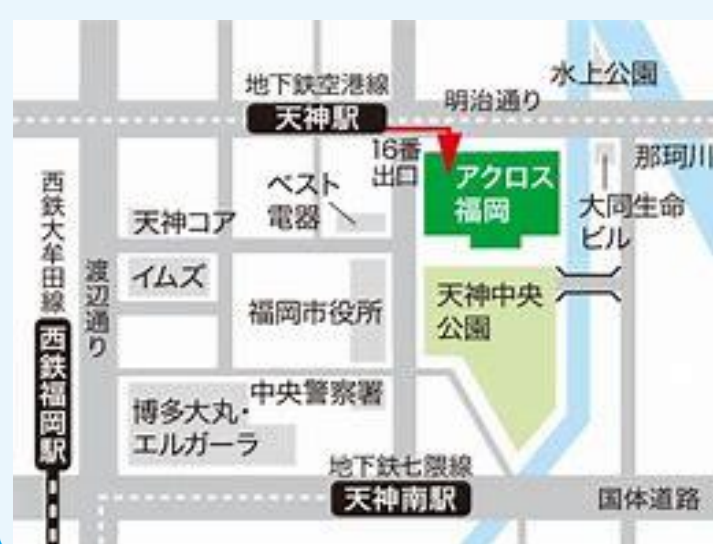 水上公園
地下鉄空港線
明治通り
天神駅
16番
出口
那珂川
アクロス
福岡
ベスト
電器
大同生命
ビル
天神コア
西鉄大牟田線
渡辺通り
イムズ
天神中央
公園
福岡市役所
西鉄福岡駅
中央警察署
博多大丸・
エルガーラ
地下鉄七隈線
天神南駅
国体道路